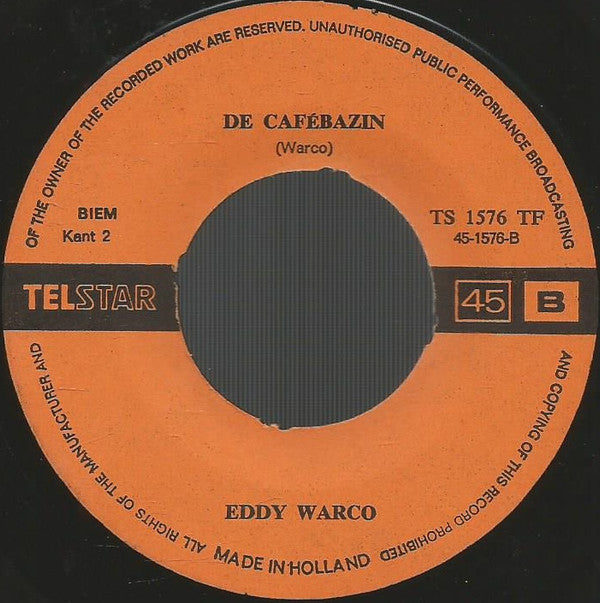 ALL RIGHTS OF THE MANUFACTURER AND
OF THE OWNER OF THE RECORDED WORK ARE RESERVED. UNAUTHORISED PUBLIC PERFORMANCE BROADCASTING
AND COPYING OF THIS RECORD PROHIBITED
DE CAFÉBAZIN
(Warco)
BIEM
Kant 2
TS 1576 TF
45-1576-B
TELSTAR
45 B
EDDY WARCO
MADE IN HOLLAND